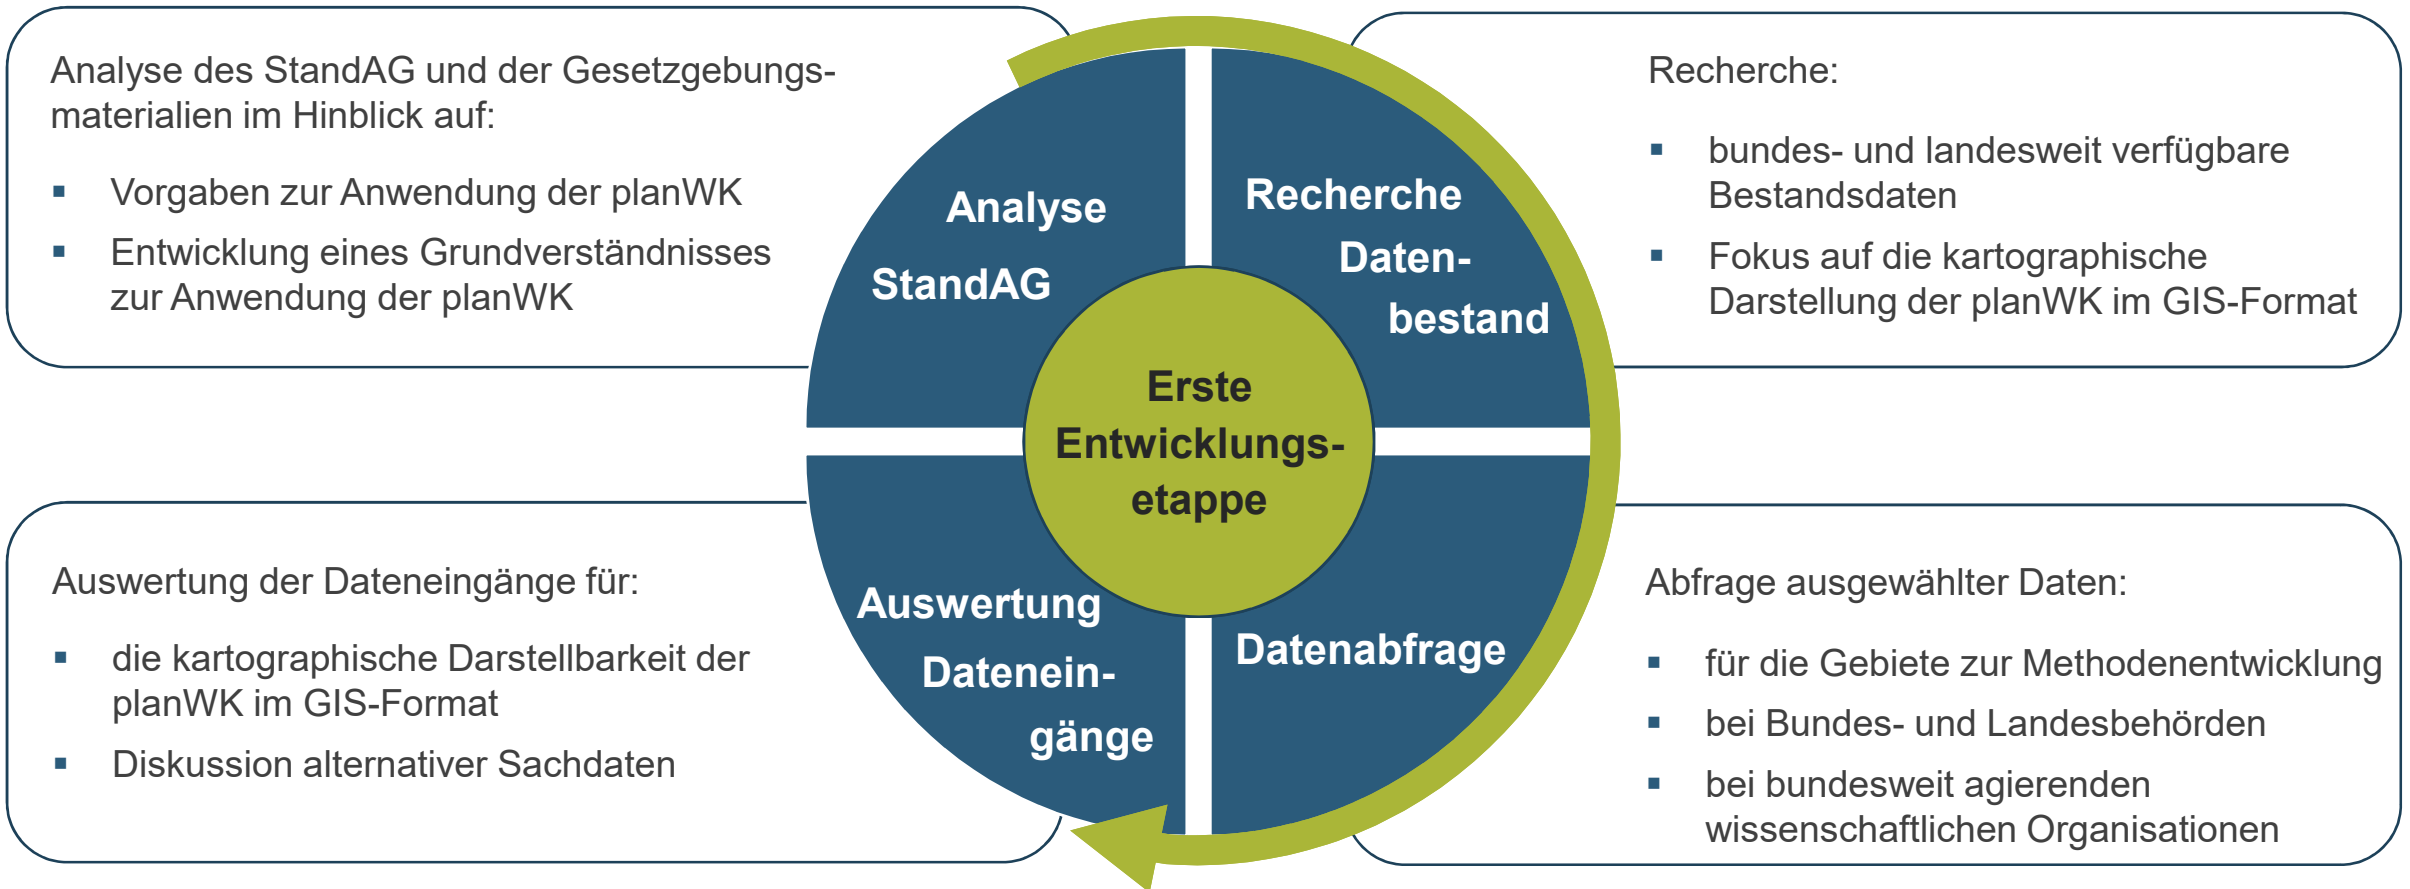 Analyse des StandAG und der Gesetzgebungs-
materialien im Hinblick auf:
▪ Vorgaben zur Anwendung der planWK
▪ Entwicklung eines Grundverständnisses
zur Anwendung der planWK
Analyse
StandAG
Recherche
Daten-
bestand
Recherche:
▪ bundes- und landesweit verfügbare
Bestandsdaten
▪ Fokus auf die kartographische
Darstellung der planWK im GIS-Format
Erste
Entwicklungs-
etappe
Auswertung der Dateneingänge für:
▪ die kartographische Darstellbarkeit der
planWK im GIS-Format
▪ Diskussion alternativer Sachdaten
Auswertung
Datenein-
gänge
Datenabfrage
Abfrage ausgewählter Daten:
▪ für die Gebiete zur Methodenentwicklung
▪ bei Bundes- und Landesbehörden
▪ bei bundesweit agierenden
wissenschaftlichen Organisationen